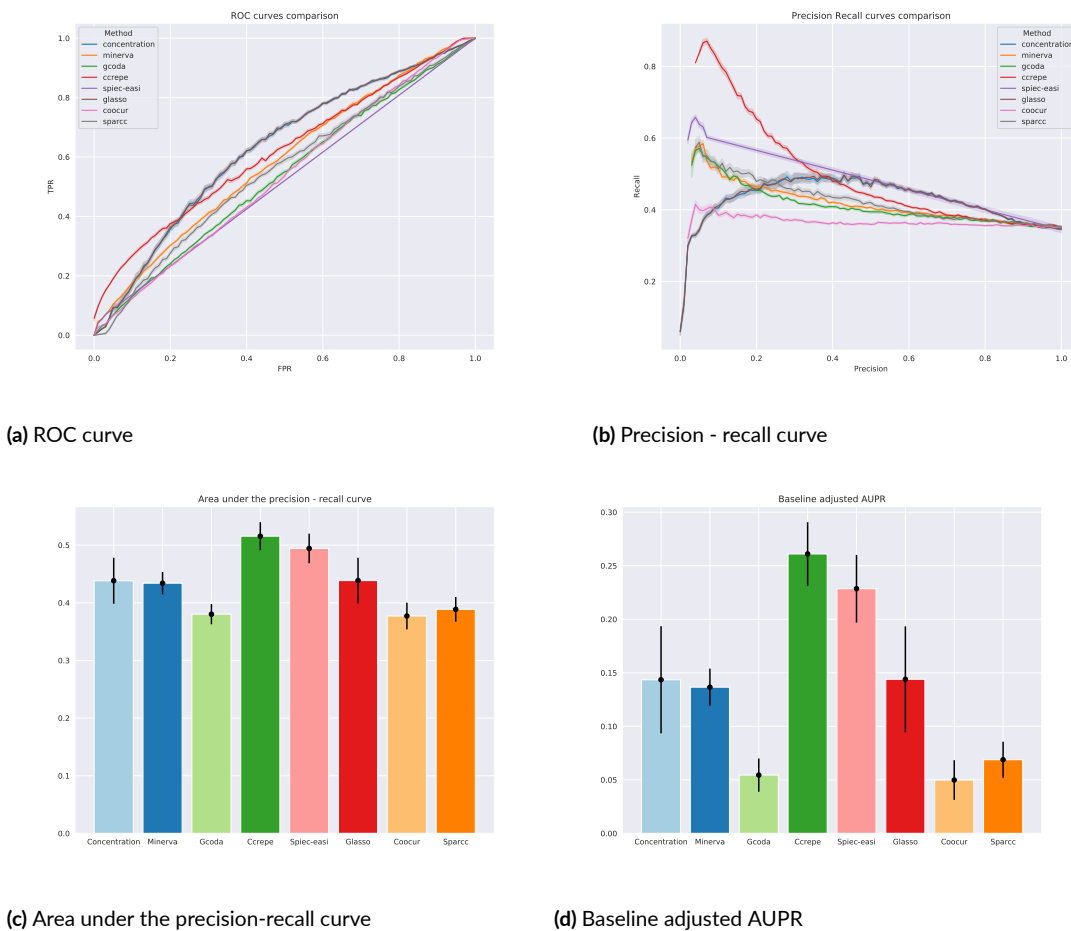 ROC curves comparison
Method
concentration
minerva
gcoda
ccrepe
spiec-easi
glasso
coocur
sparcc
1.0
0.8
0.6
0.4
0.2
0.0
TPR
0.0 0.2 0.4 0.6 0.8 1.0
FPR
(a) ROC curve
Precision Recall curves comparison
Method
concentration
minerva
gcoda
ccrepe
spiec-easi
glasso
coocur
sparcc
0.8
0.6
0.4
0.2
Recall
0.0 0.2 0.4 0.6 0.8 1.0
Precision
(b) Precision - recall curve
Area under the precision - recall curve
0.5
0.4
0.3
0.2
0.1
0.0
Concentration Minerva Gcoda Ccrepe Spiec-easi Glasso Coocur Sparcc
(c) Area under the precision-recall curve
Baseline adjusted AUPR
0.30
0.25
0.20
0.15
0.10
0.05
0.00
Concentration Minerva Gcoda Ccrepe Spiec-easi Glasso Coocur Sparcc
(d) Baseline adjusted AUPR